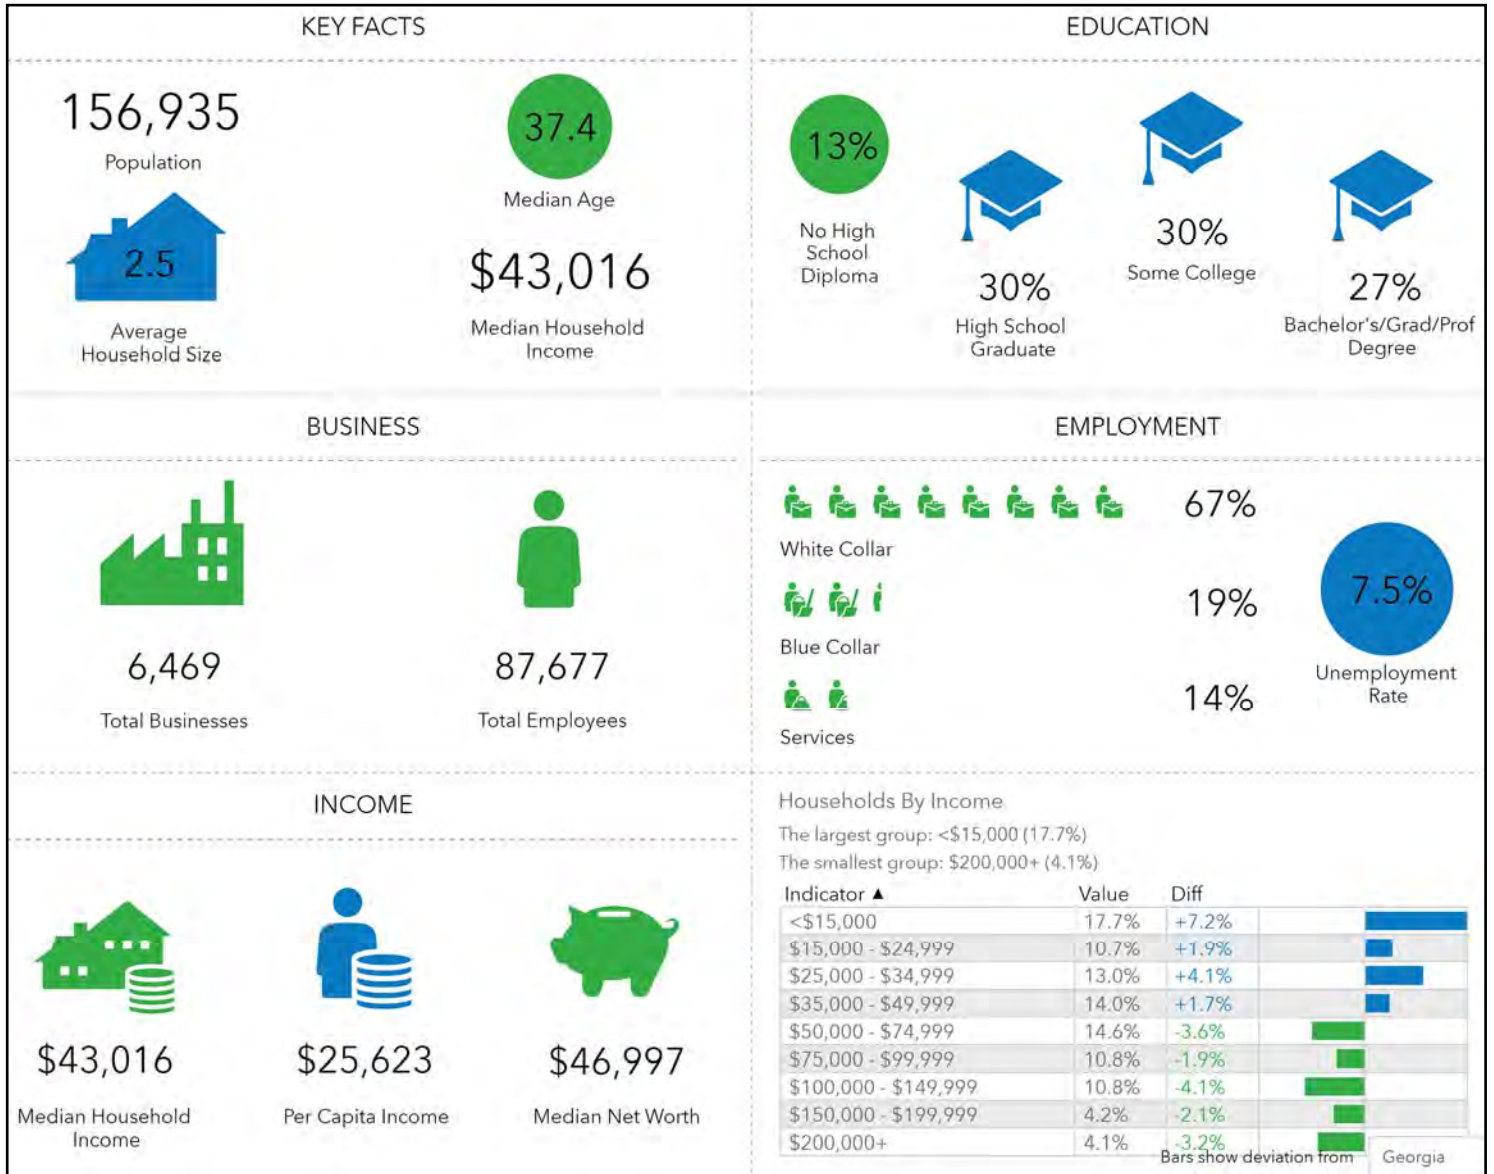 KEY FACTS
156,935
Population
37.4
Median Age
2.5
Average
Household Size
$43,016
Median Household
Income
EDUCATION
13%
No High
School
Diploma
30%
High School
Graduate
30%
Some College
27%
Bachelor's/Grad/Prof
Degree
BUSINESS
6,469
Total Businesses
87,677
Total Employees
EMPLOYMENT
67%
White Collar
19%
Blue Collar
14%
Services
7.5%
Unemployment
Rate
INCOME
$43,016
Median Household
Income
$25,623
Per Capita Income
$46,997
Median Net Worth
Households By Income
The largest group: <$15,000 (17.7%)
The smallest group: $200,000+ (4.1%)
Indicator ▲ Value Diff
<$15,000 17.7% +7.2%
$15,000 - $24,999 10.7% +1.9%
$25,000 - $34,999 13.0% +4.1%
$35,000 - $49,999 14.0% +1.7%
$50,000 - $74,999 14.6% -3.6%
$75,000 - $99,999 10.8% -1.9%
$100,000 - $149,999 10.8% -4.1%
$150,000 - $199,999 4.2% -2.1%
$200,000+ 4.1% -3.2%
Bars show deviation from Georgia